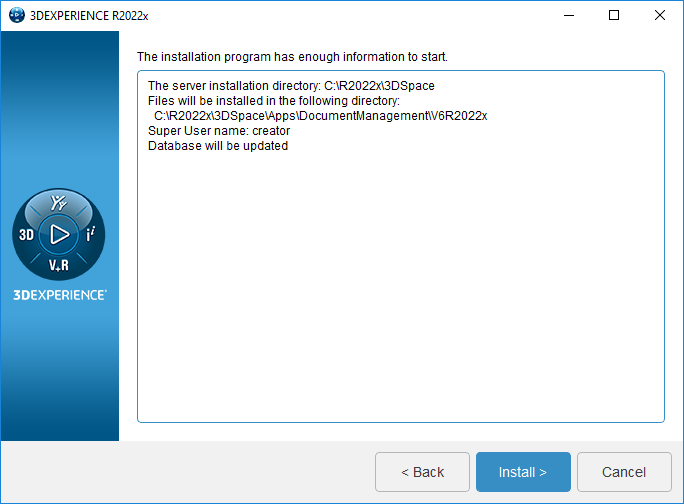 3DEXPERIENCE R2022x
The installation program has enough information to start.
The server installation directory: C:\R2022x\3DSpace
Files will be installed in the following directory:
C:\R2022x\3DSpace\Apps\DocumentManagement\V6R2022x
Super User name: creator
Database will be updated
3D
i
V+R
3DEXPERIENCE
< Back
Install >
Cancel